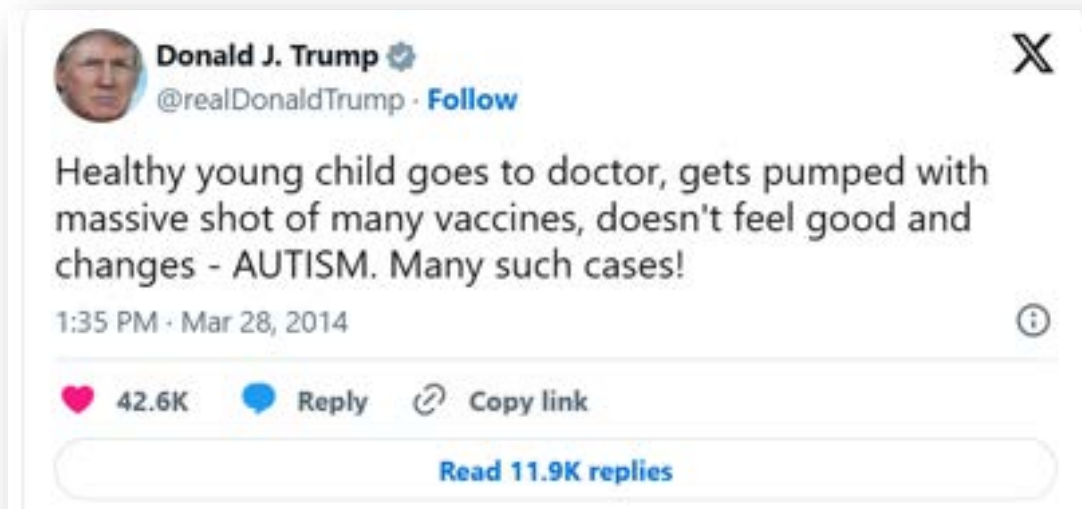 Donald J. Trump
@realDonaldTrump · Follow
Healthy young child goes to doctor, gets pumped with
massive shot of many vaccines, doesn't feel good and
changes - AUTISM. Many such cases!
1:35 PM · Mar 28, 2014
42.6K Reply Copy link
Read 11.9K replies